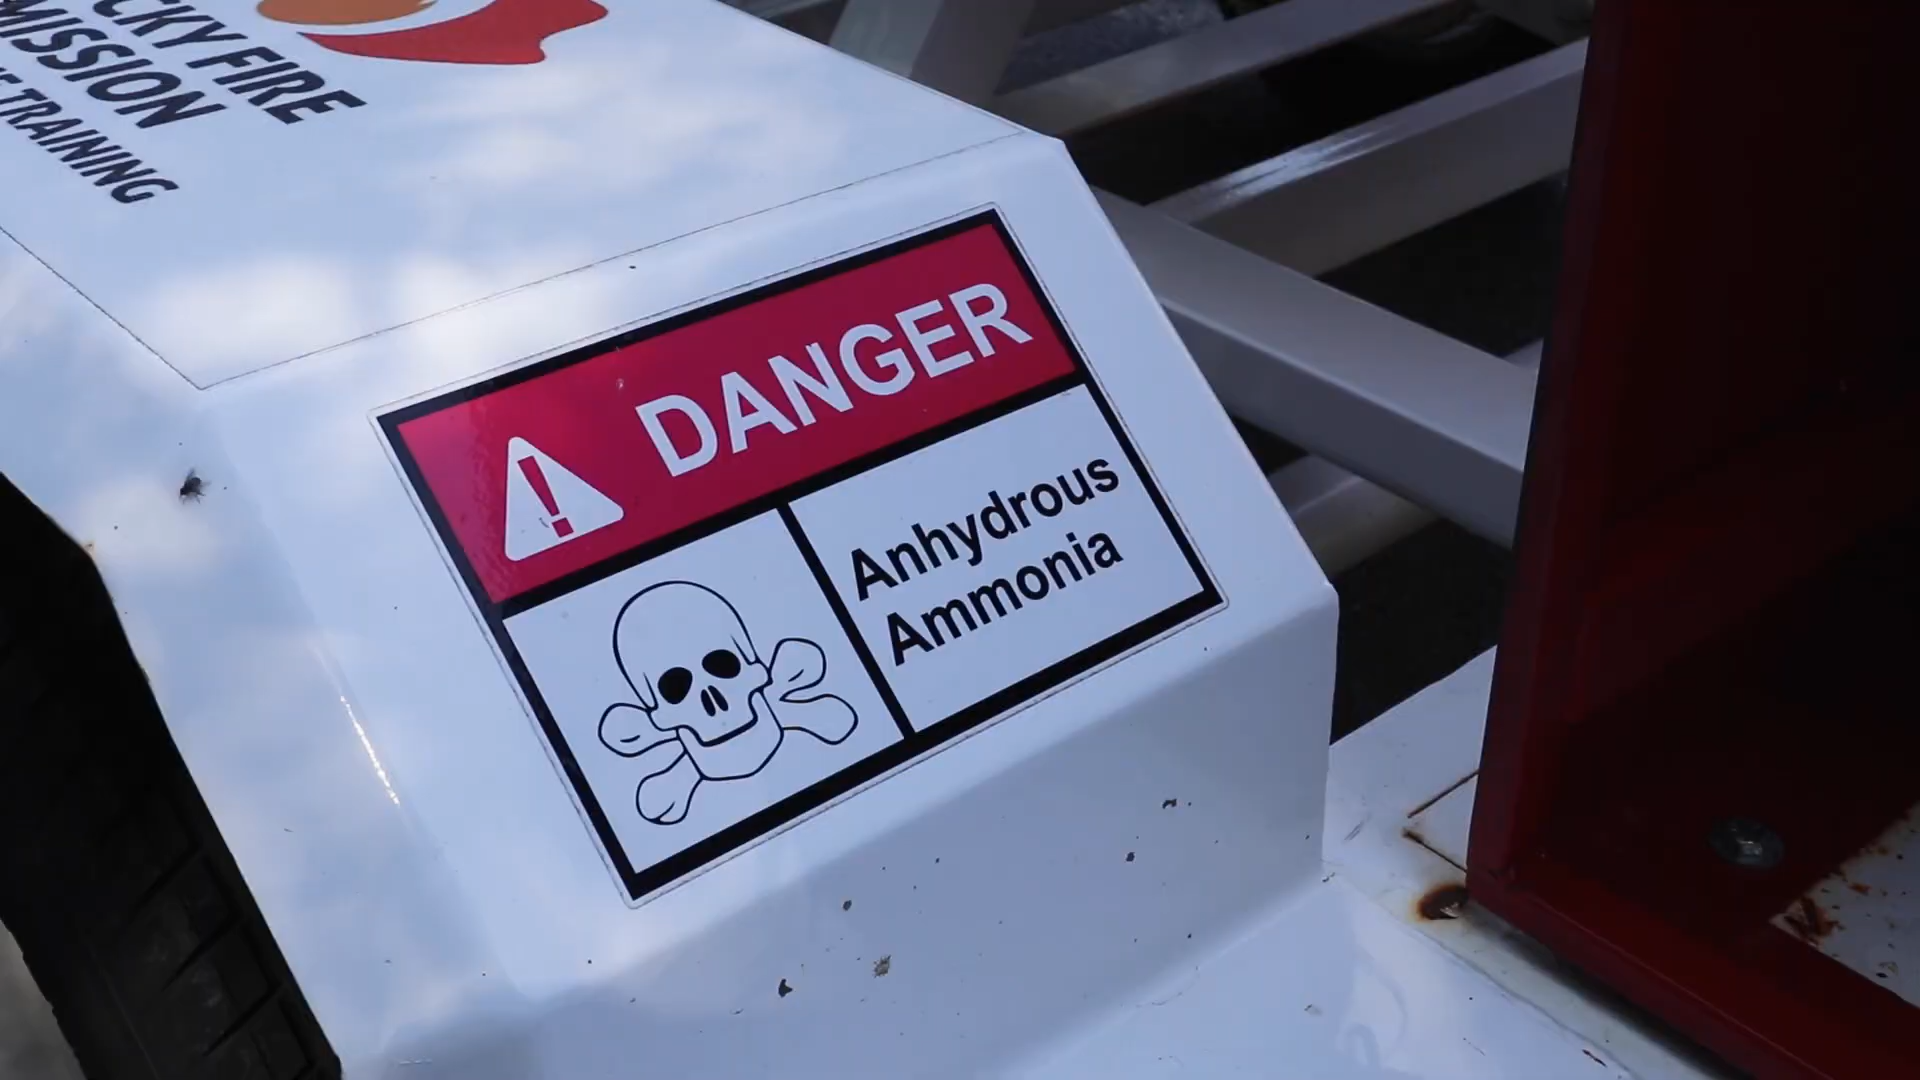 CKY FIRE
MISSION
TRAINING
DANGER
Anhydrous
Ammonia